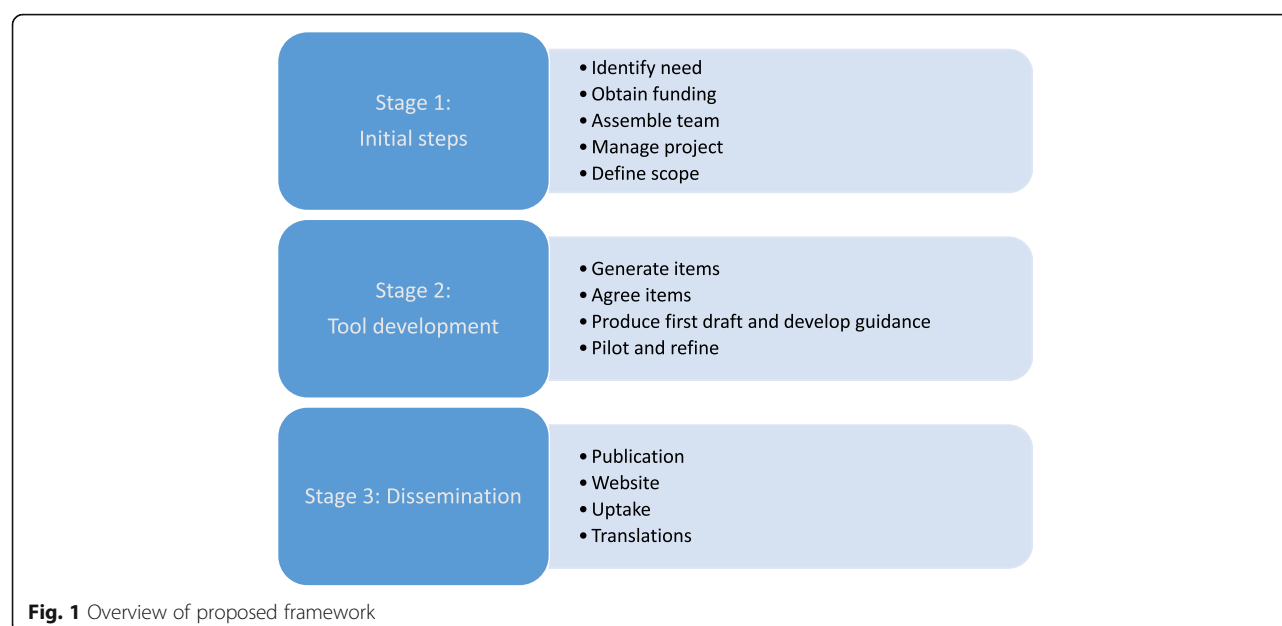 Stage 1:
Initial steps
• Identify need
• Obtain funding
• Assemble team
• Manage project
• Define scope
Stage 2:
Tool development
• Generate items
• Agree items
• Produce first draft and develop guidance
• Pilot and refine
Stage 3: Dissemination
• Publication
• Website
• Uptake
• Translations
Fig. 1 Overview of proposed framework